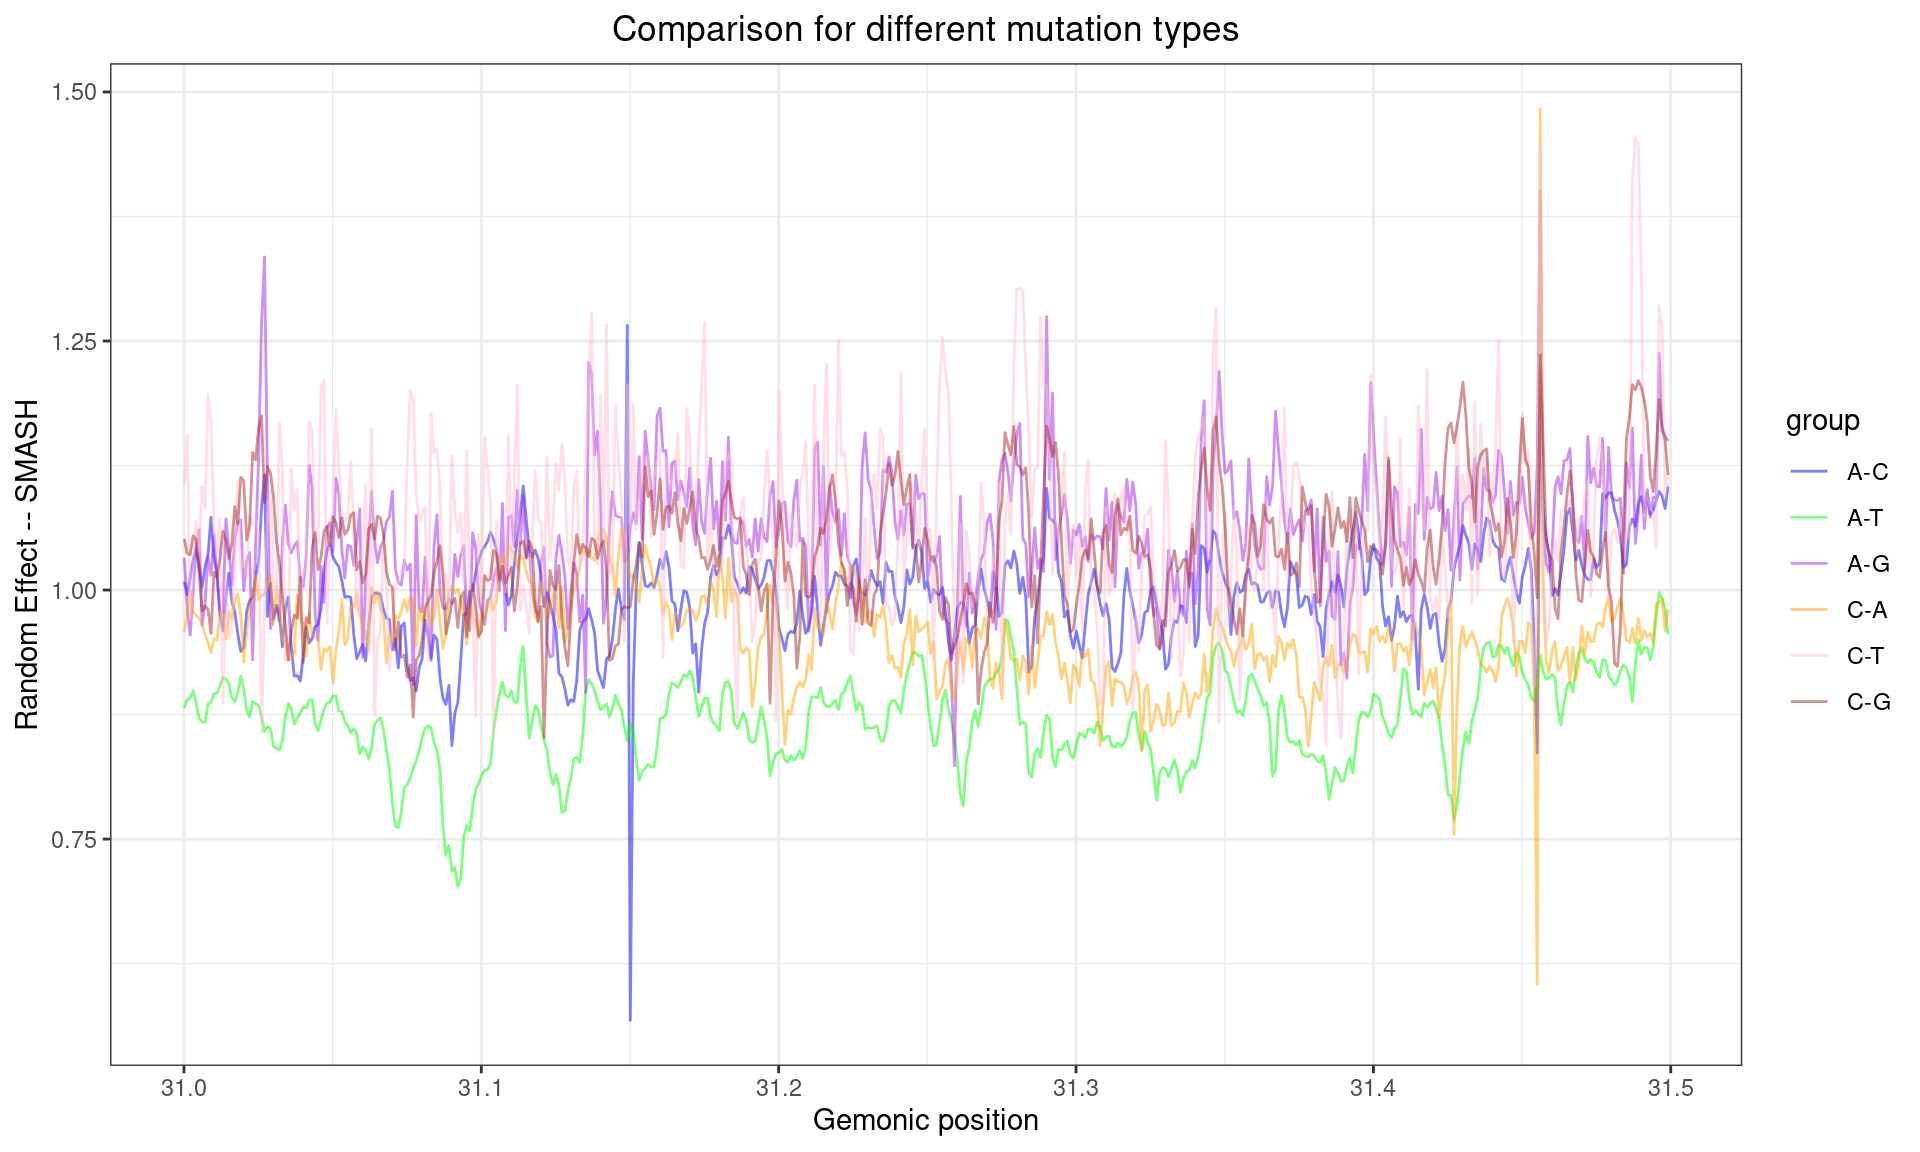 Comparison for different mutation types
Random Effect -- SMASH
1.50
1.25
1.00
0.75
31.0
31.1
31.2
31.3
31.4
31.5
Gemonic position
group
A-C
A-T
A-G
C-A
C-T
C-G